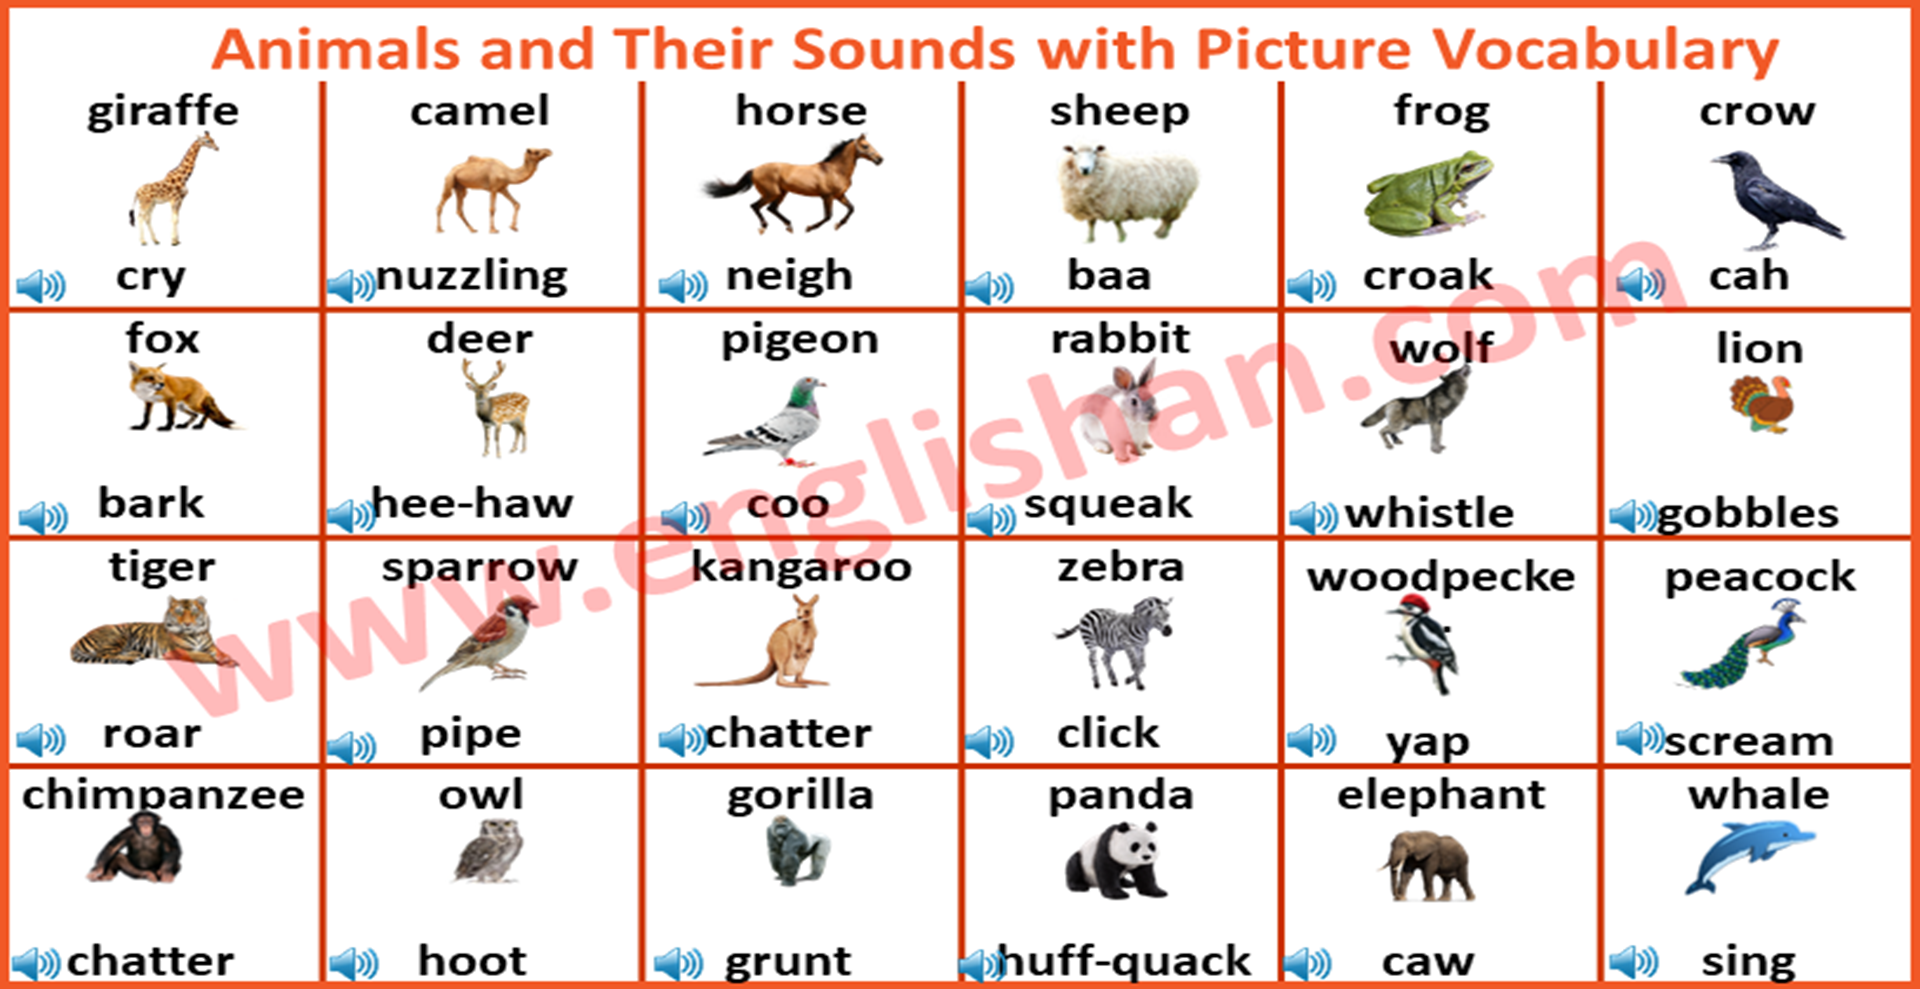 Animals and Their Sounds with Picture Vocabulary
giraffe camel horse sheep frog crow
cry nuzzling neigh baa croak cah
fox deer pigeon rabbit wolf lion
bark hee-haw coo squeak whistle gobbles
tiger sparrow kangaroo zebra woodpecke peacock
roar pipe chatter click yap scream
chimpanzee owl gorilla panda elephant whale
chatter hoot grunt huff-quack caw sing
www.englishan.com